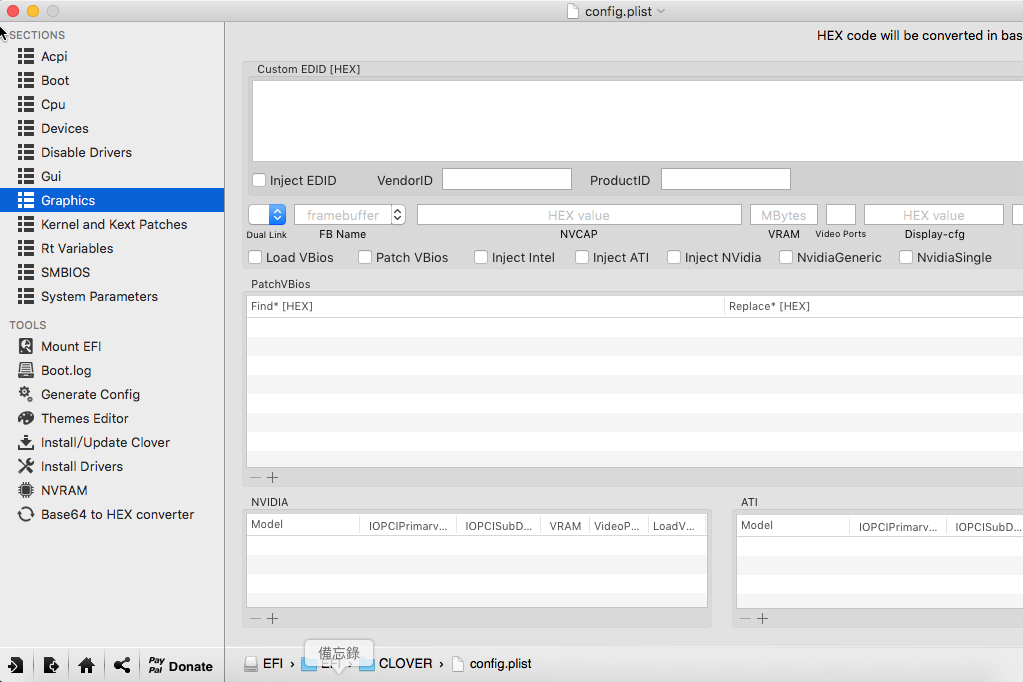 config.plist
SECTIONS
Acpi
Boot
Cpu
Devices
Disable Drivers
Gui
Graphics
Kernel and Kext Patches
Rt Variables
SMBIOS
System Parameters
TOOLS
Mount EFI
Boot.log
Generate Config
Themes Editor
Install/Update Clover
Install Drivers
NVRAM
Base64 to HEX converter
Pay
Pal
Donate
HEX code will be converted in bas
Custom EDID [HEX]
Inject EDID VendorID ProductID
framebuffer HEX value MBytes HEX value
Dual Link FB Name NVCAP VRAM Video Ports Display-cfg
Load VBios Patch VBios Inject Intel Inject ATI Inject NVidia NvidiaGeneric NvidiaSingle
PatchVBios
Find* [HEX] Replace* [HEX]
NVIDIA
Model IOPCIPrimarv... IOPCISubD... VRAM VideoP... LoadV...
ATI
Model IOPCIPrimarv... IOPCISubD...
備忘錄
EFI › EFI › CLOVER › config.plist